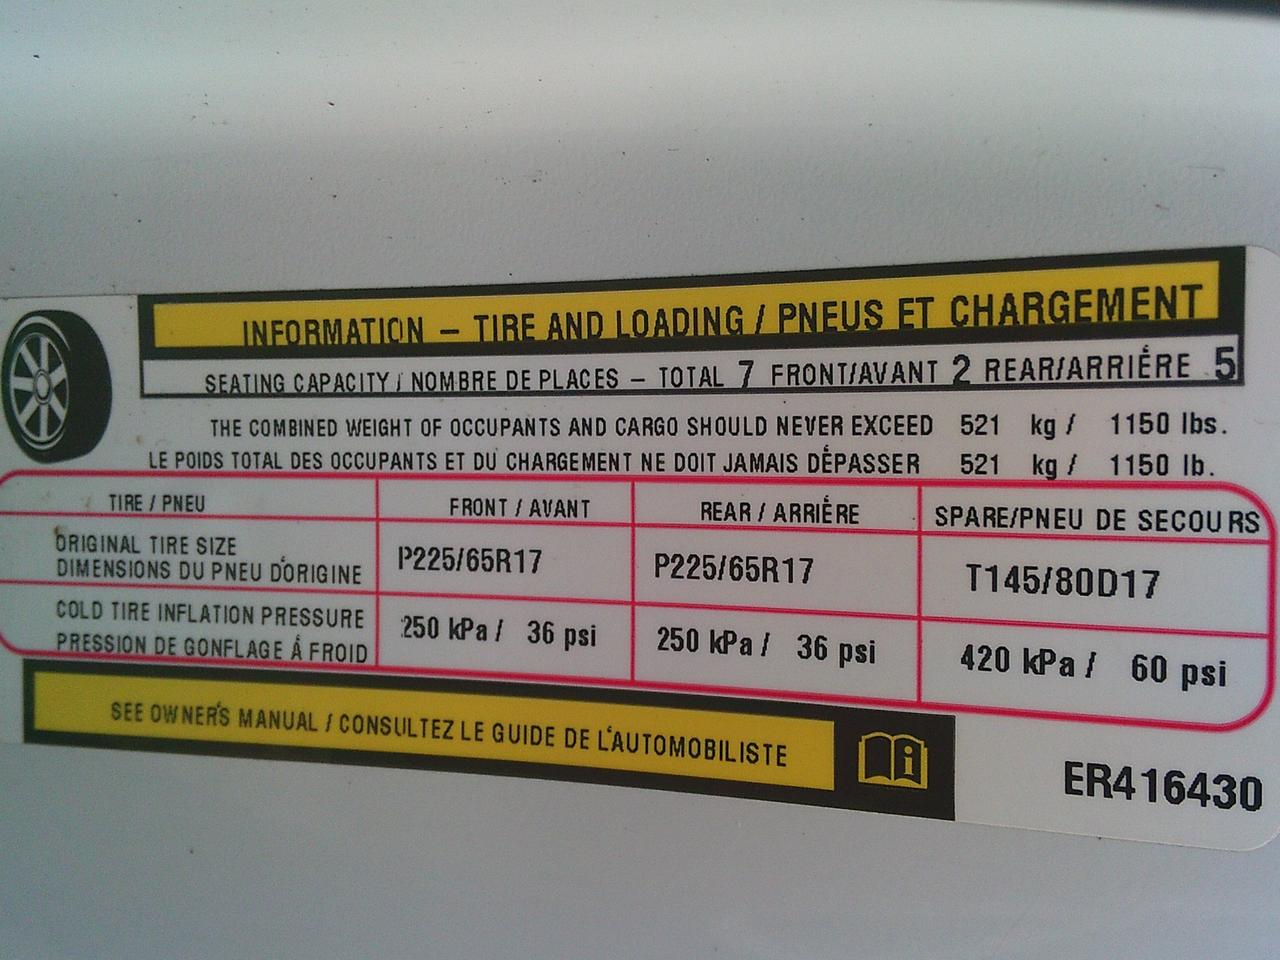 INFORMATION – TIRE AND LOADING / PNEUS ET CHARGEMENT
SEATING CAPACITY / NOMBRE DE PLACES – TOTAL 7 FRONT/AVANT 2 REAR/ARRIÉRE 5
THE COMBINED WEIGHT OF OCCUPANTS AND CARGO SHOULD NEVER EXCEED 521 kg / 1150 lbs.
LE POIDS TOTAL DES OCCUPANTS ET DU CHARGEMENT NE DOIT JAMAIS DÉPASSER 521 kg / 1150 lb.
TIRE / PNEU FRONT / AVANT REAR / ARRIÉRE SPARE/PNEU DE SECOURS
ORIGINAL TIRE SIZE
DIMENSIONS DU PNEU D'ORIGINE P225/65R17 P225/65R17 T145/80D17
COLD TIRE INFLATION PRESSURE
PRESSION DE GONFLAGE Á FROID 250 kPa / 36 psi 250 kPa / 36 psi 420 kPa / 60 psi
SEE OWNER'S MANUAL / CONSULTEZ LE GUIDE DE L'AUTOMOBILISTE
ER416430